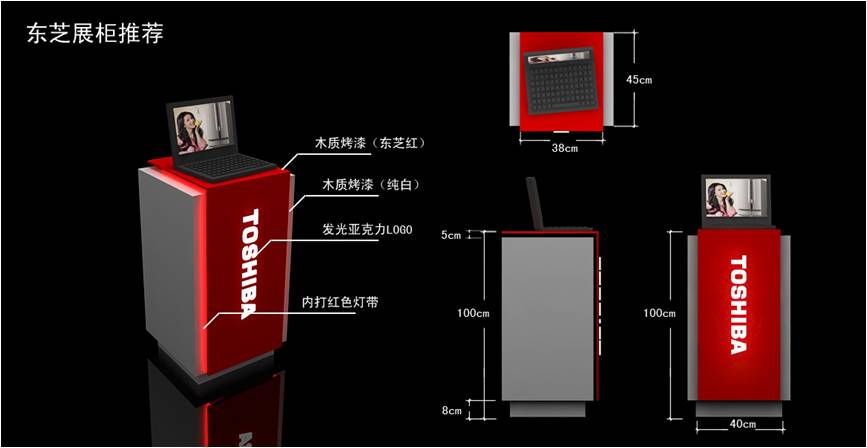 东芝展柜推荐
木质烤漆（东芝红）
木质烤漆（纯白）
发光亚克力LOGO
内打红色灯带
TOSHIBA
45cm
38cm
5cm
100cm
8cm
100cm
TOSHIBA
40cm